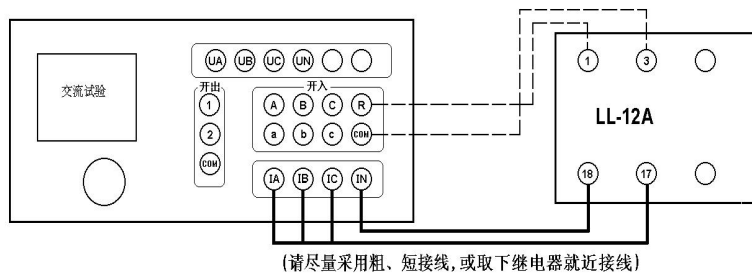 UA UB UC UN
开出 开入
交流试验
1 A B C R
2 a b c COM
COM
IA IB IC IN
1 3
LL-12A
18 17
(请尽量采用粗、短接线,或取下继电器就近接线)